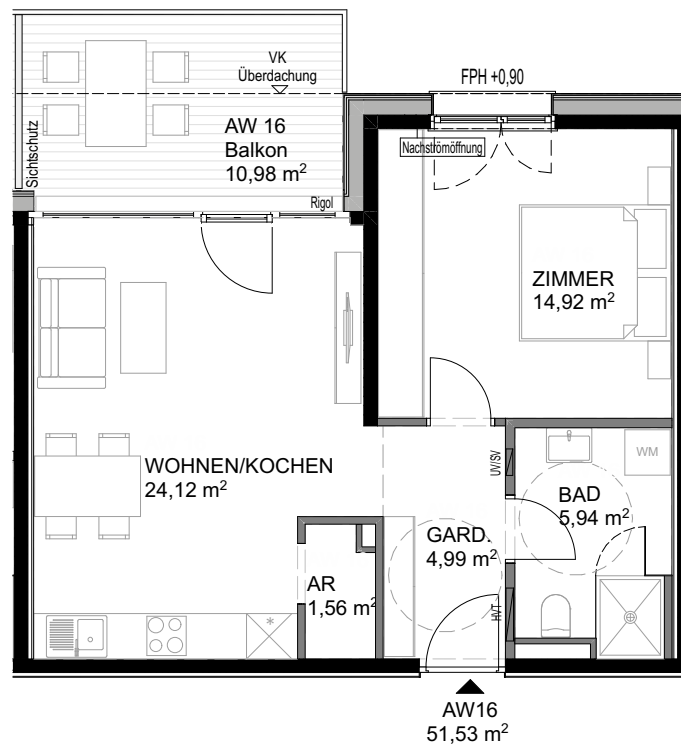 VK
Überdachung
FPH +0,90
AW 16
Balkon
10,98 m²
Sichtschutz
Nachströmöffnung
Rigol
ZIMMER
14,92 m²
WOHNEN/KOCHEN
24,12 m²
UV/SV
WM
BAD
5,94 m²
GARD.
4,99 m²
AR
1,56 m²
*
HVT
AW16
51,53 m²